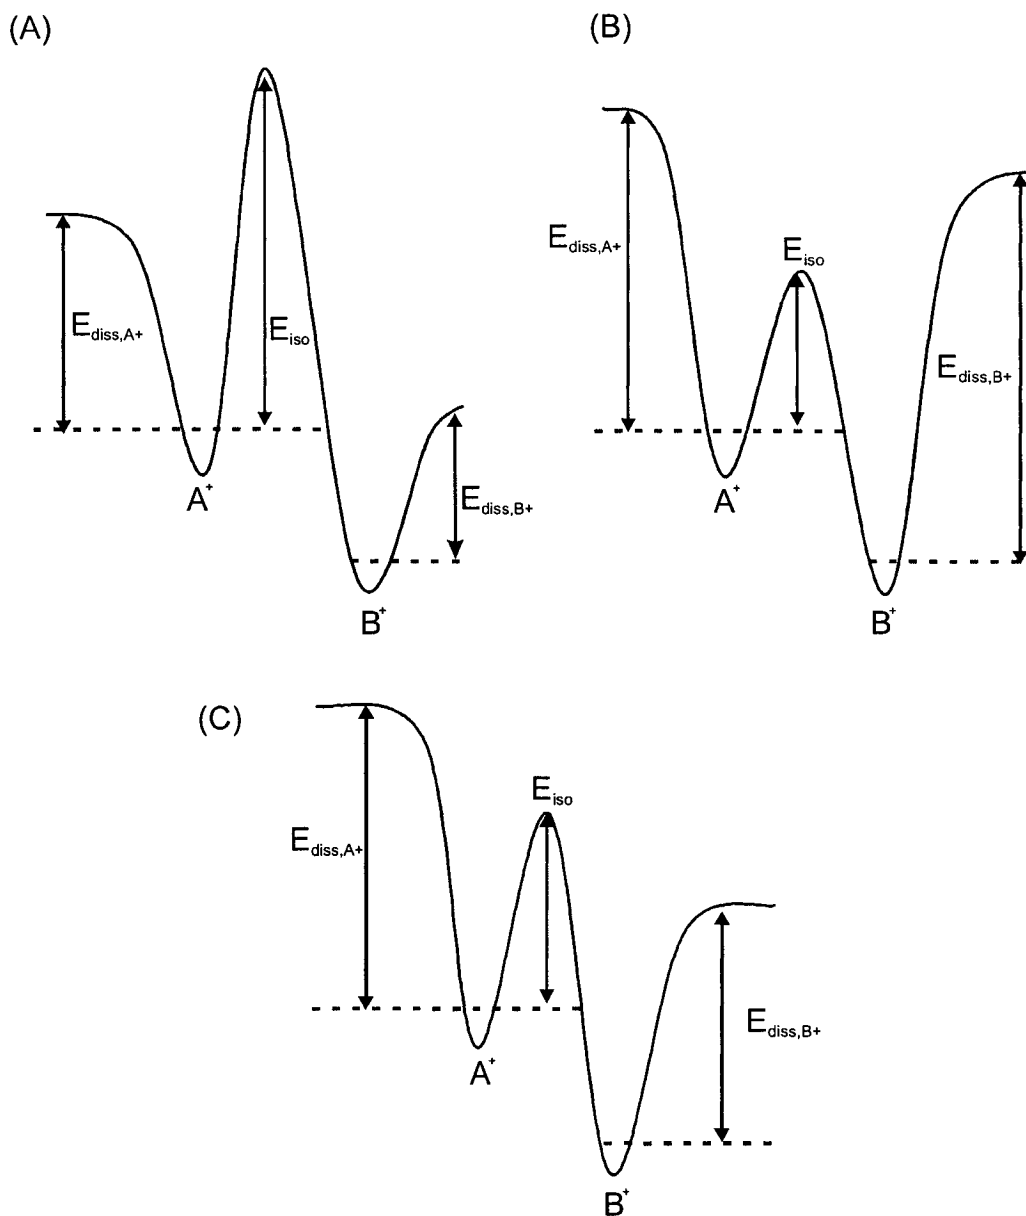 (A)
E_diss,A+
E_iso
E_diss,B+
A+
B+
(B)
E_diss,A+
E_iso
E_diss,B+
A+
B+
(C)
E_diss,A+
E_iso
E_diss,B+
A+
B+